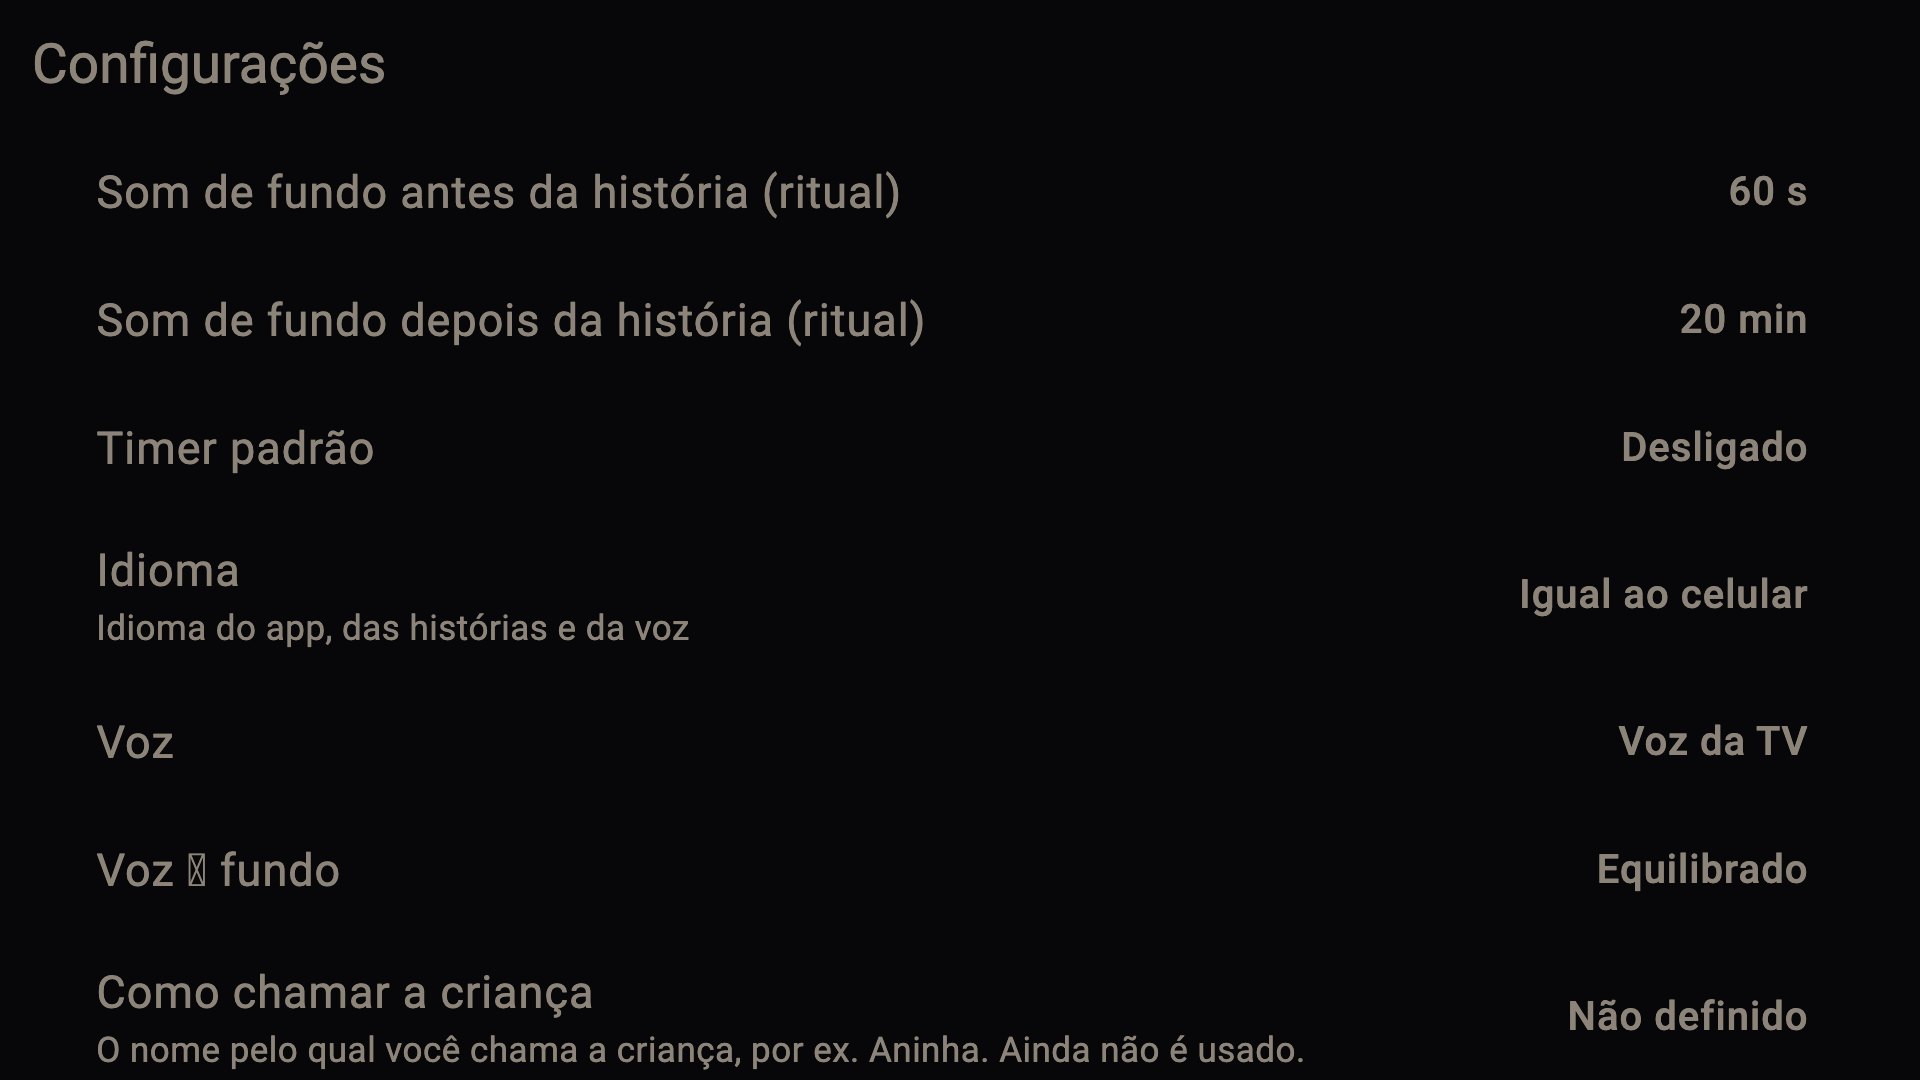 Configurações
Som de fundo antes da história (ritual)
60 s
Som de fundo depois da história (ritual)
20 min
Timer padrão
Desligado
Idioma
Idioma do app, das histórias e da voz
Igual ao celular
Voz
Voz da TV
Voz fundo
Equilibrado
Como chamar a criança
O nome pelo qual você chama a criança, por ex. Aninha. Ainda não é usado.
Não definido